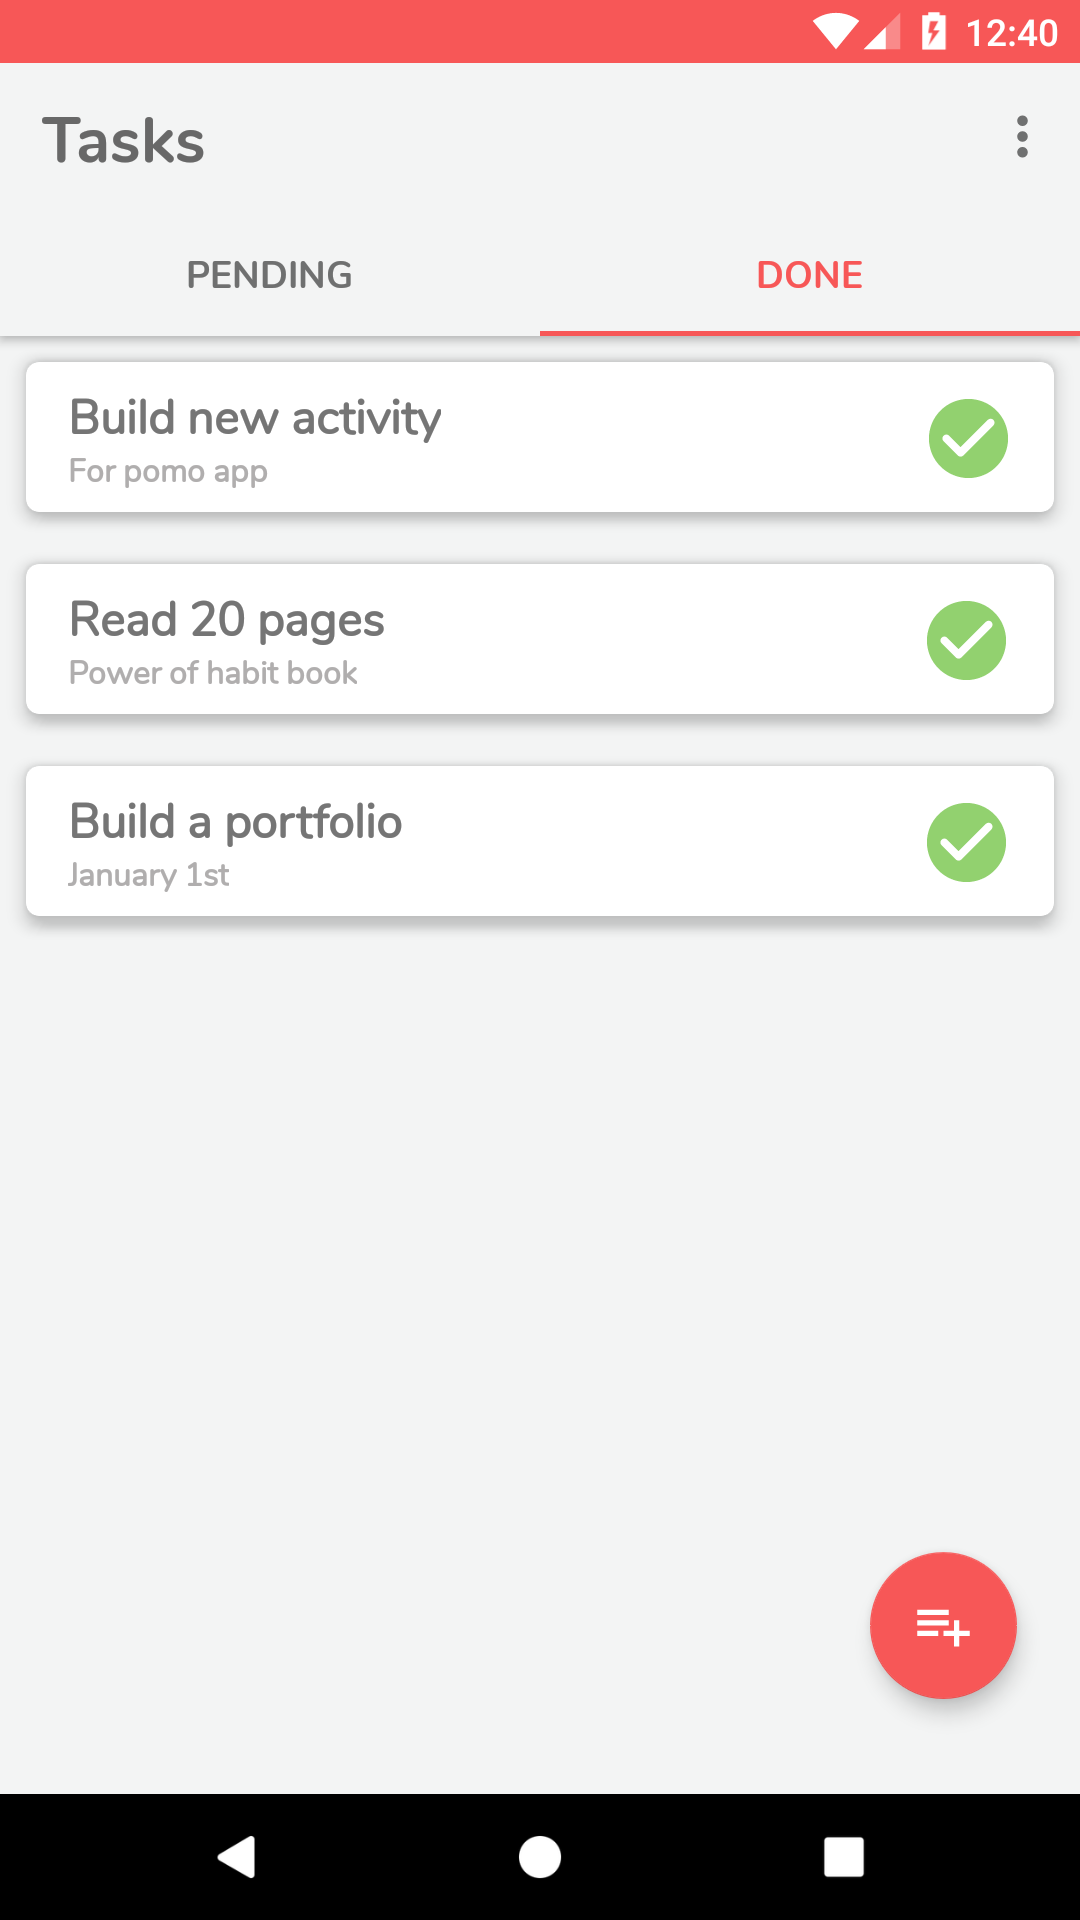 12:40
Tasks
PENDING
DONE
Build new activity
For pomo app
Read 20 pages
Power of habit book
Build a portfolio
January 1st